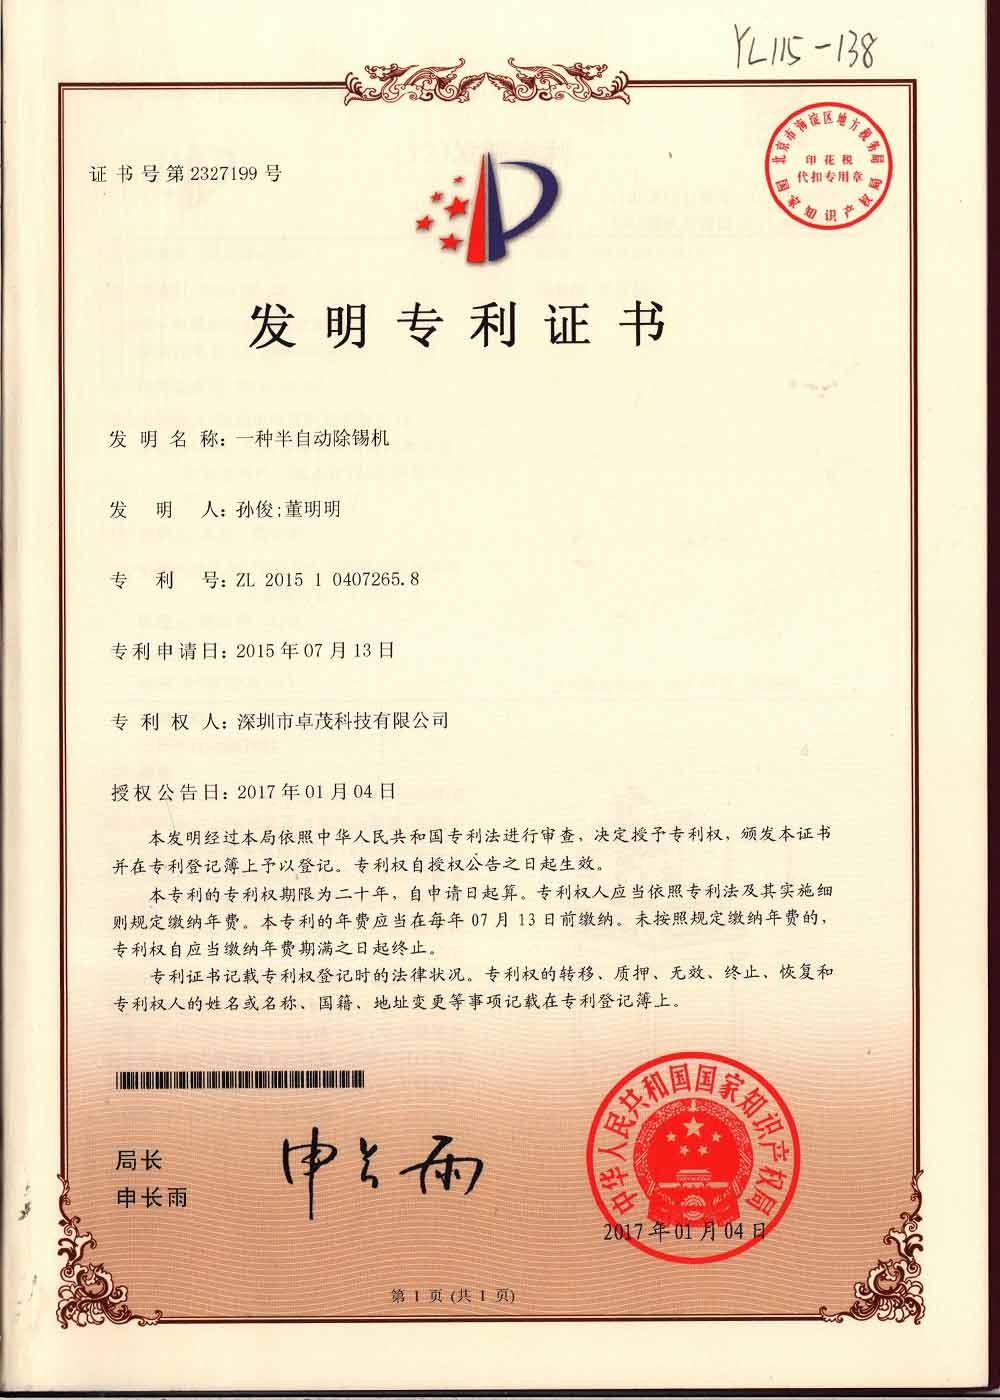 YL115-138
证书号第2327199号
北京市海淀区地方税务局
印花税
代扣专用章
国家知识产权局
发明专利证书
发明名称：一种半自动除锡机
发明人：孙俊;董明明
专利号：ZL 2015 1 0407265.8
专利申请日：2015年07月13日
专利权人：深圳市卓茂科技有限公司
授权公告日：2017年01月04日
本发明经过本局依照中华人民共和国专利法进行审查，决定授予专利权，颁发本证书
并在专利登记簿上予以登记。专利权自授权公告之日起生效。
本专利的专利权期限为二十年，自申请日起算。专利权人应当依照专利法及其实施细
则规定缴纳年费。本专利的年费应当在每年07月13日前缴纳。未按照规定缴纳年费的，
专利权自应当缴纳年费期满之日起终止。
专利证书记载专利权登记时的法律状况。专利权的转移、质押、无效、终止、恢复和
专利权人的姓名或名称、国籍、地址变更等事项记载在专利登记簿上。
局长
申长雨
申长雨
中华人民共和国国家知识产权局
2017年01月04日
第1页(共1页)